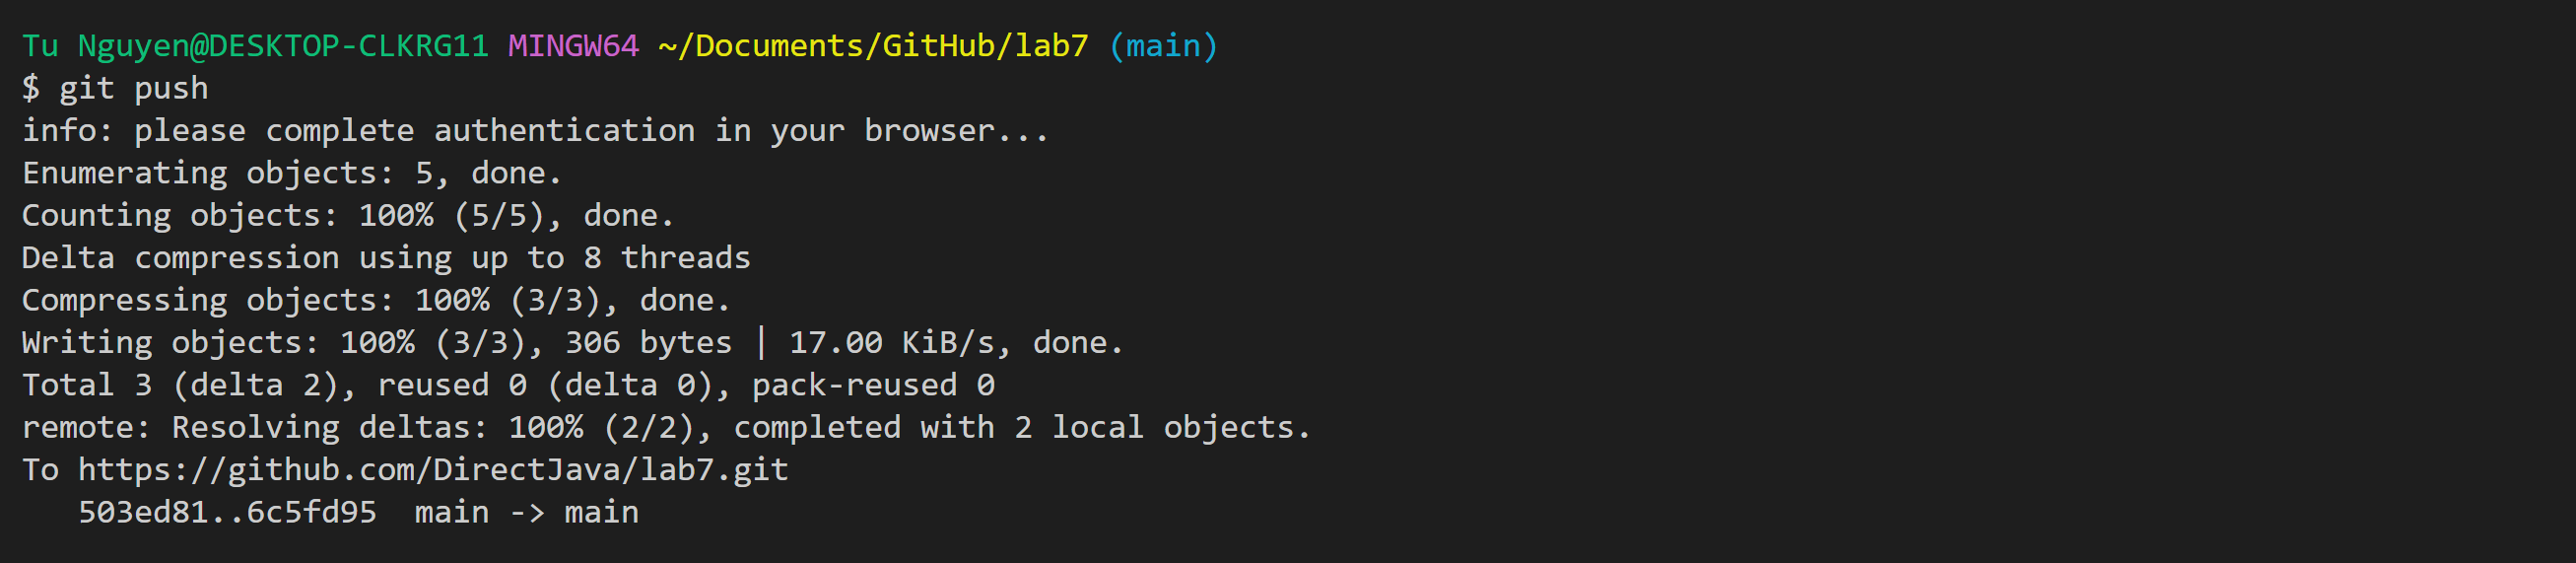 Tu Nguyen@DESKTOP-CLKRG11 MINGW64 ~/Documents/GitHub/lab7 (main)
$ git push
info: please complete authentication in your browser...
Enumerating objects: 5, done.
Counting objects: 100% (5/5), done.
Delta compression using up to 8 threads
Compressing objects: 100% (3/3), done.
Writing objects: 100% (3/3), 306 bytes | 17.00 KiB/s, done.
Total 3 (delta 2), reused 0 (delta 0), pack-reused 0
remote: Resolving deltas: 100% (2/2), completed with 2 local objects.
To https://github.com/DirectJava/lab7.git
   503ed81..6c5fd95  main -> main